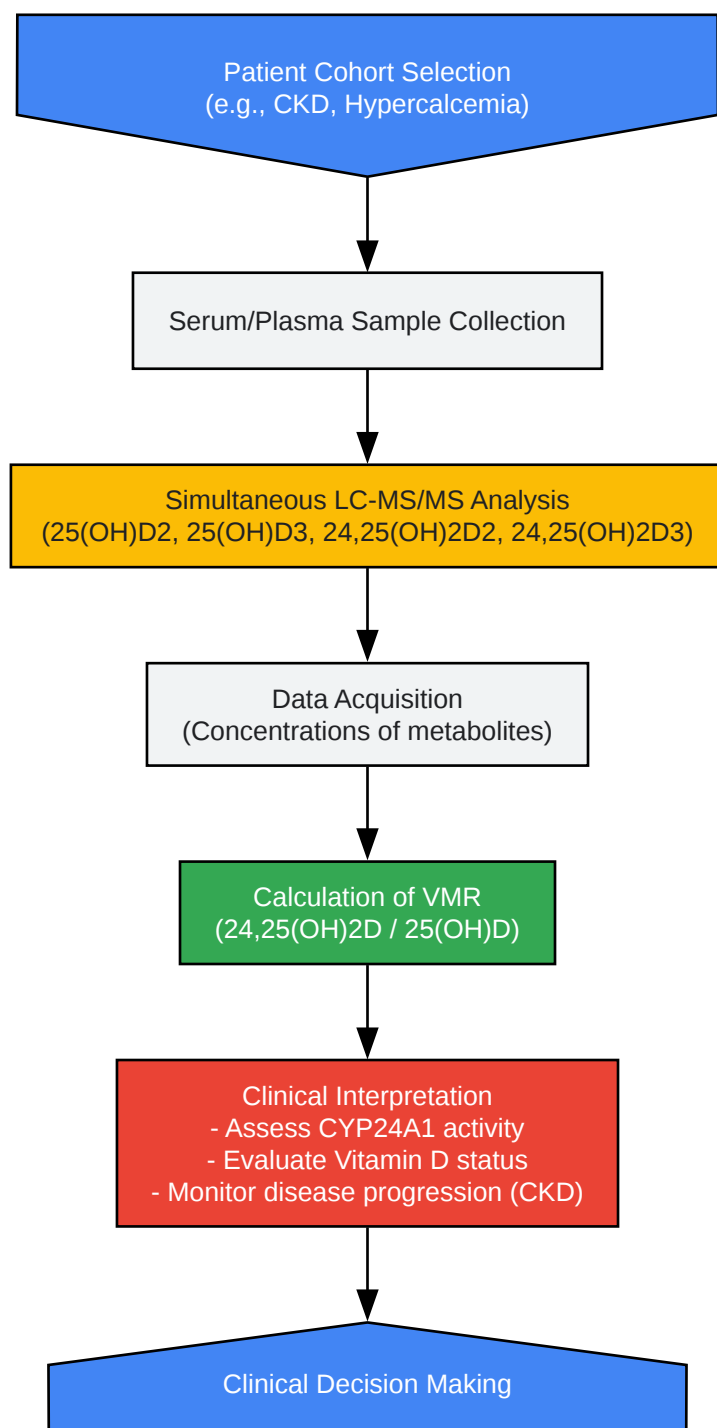 Patient Cohort Selection
(e.g., CKD, Hypercalcemia)
Serum/Plasma Sample Collection
Simultaneous LC-MS/MS Analysis
(25(OH)D2, 25(OH)D3, 24,25(OH)2D2, 24,25(OH)2D3)
Data Acquisition
(Concentrations of metabolites)
Calculation of VMR
(24,25(OH)2D / 25(OH)D)
Clinical Interpretation
- Assess CYP24A1 activity
- Evaluate Vitamin D status
- Monitor disease progression (CKD)
Clinical Decision Making